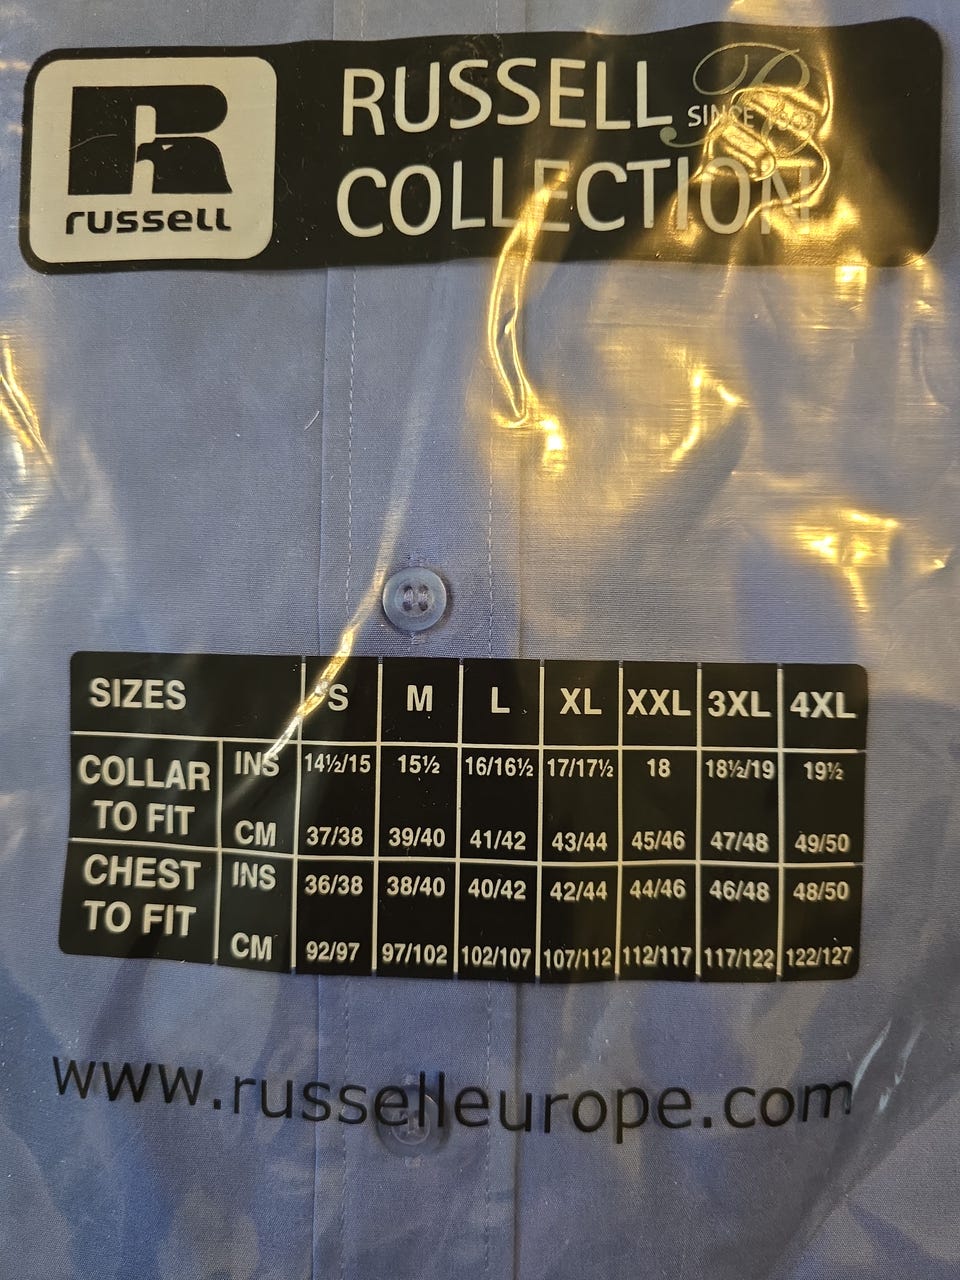 russell
RUSSELL SINCE
COLLECTION
SIZES S M L XL XXL 3XL 4XL
COLLAR TO FIT INS 14½/15 15½ 16/16½ 17/17½ 18 18½/19 19½
CM 37/38 39/40 41/42 43/44 45/46 47/48 49/50
CHEST TO FIT INS 36/38 38/40 40/42 42/44 44/46 46/48 48/50
CM 92/97 97/102 102/107 107/112 112/117 117/122 122/127
www.russelleurope.com